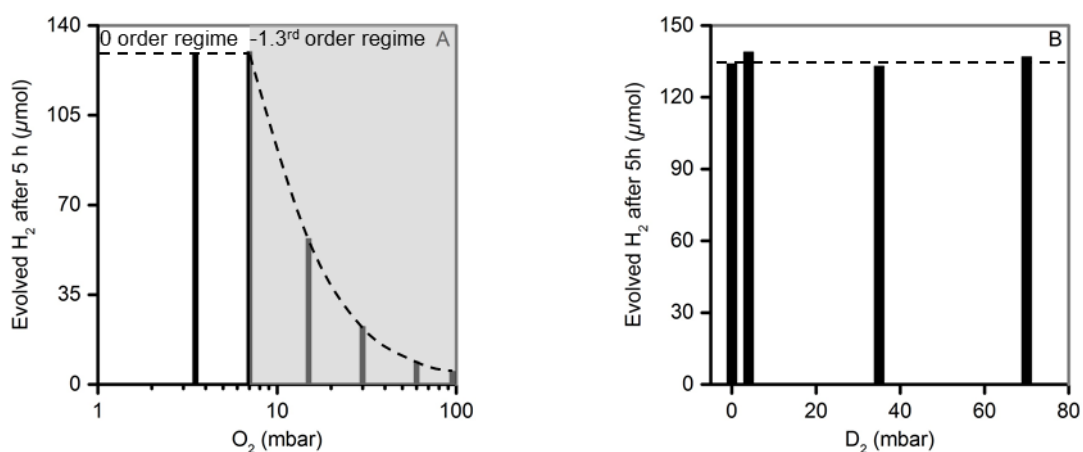 0 order regime -1.3rd order regime A
140
105
70
35
0
Evolved H2 after 5 h (µmol)
1 10 100
O2 (mbar)
B
150
120
90
60
30
0
Evolved H2 after 5h (µmol)
0 20 40 60 80
D2 (mbar)